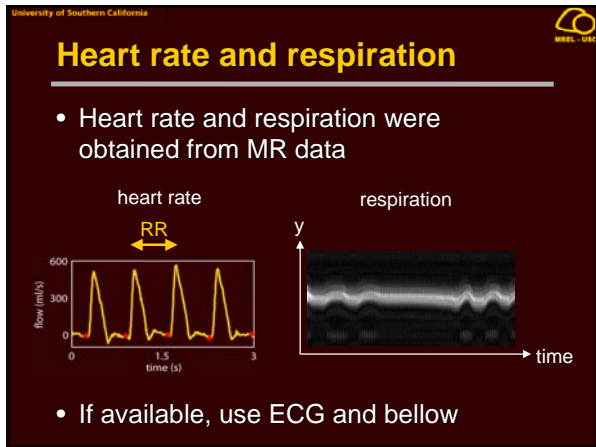 University of Southern California
MREL - USC
Heart rate and respiration
• Heart rate and respiration were
obtained from MR data
heart rate
respiration
RR
y
600
300
0
flow (ml/s)
0
1.5
3
time (s)
time
• If available, use ECG and bellow